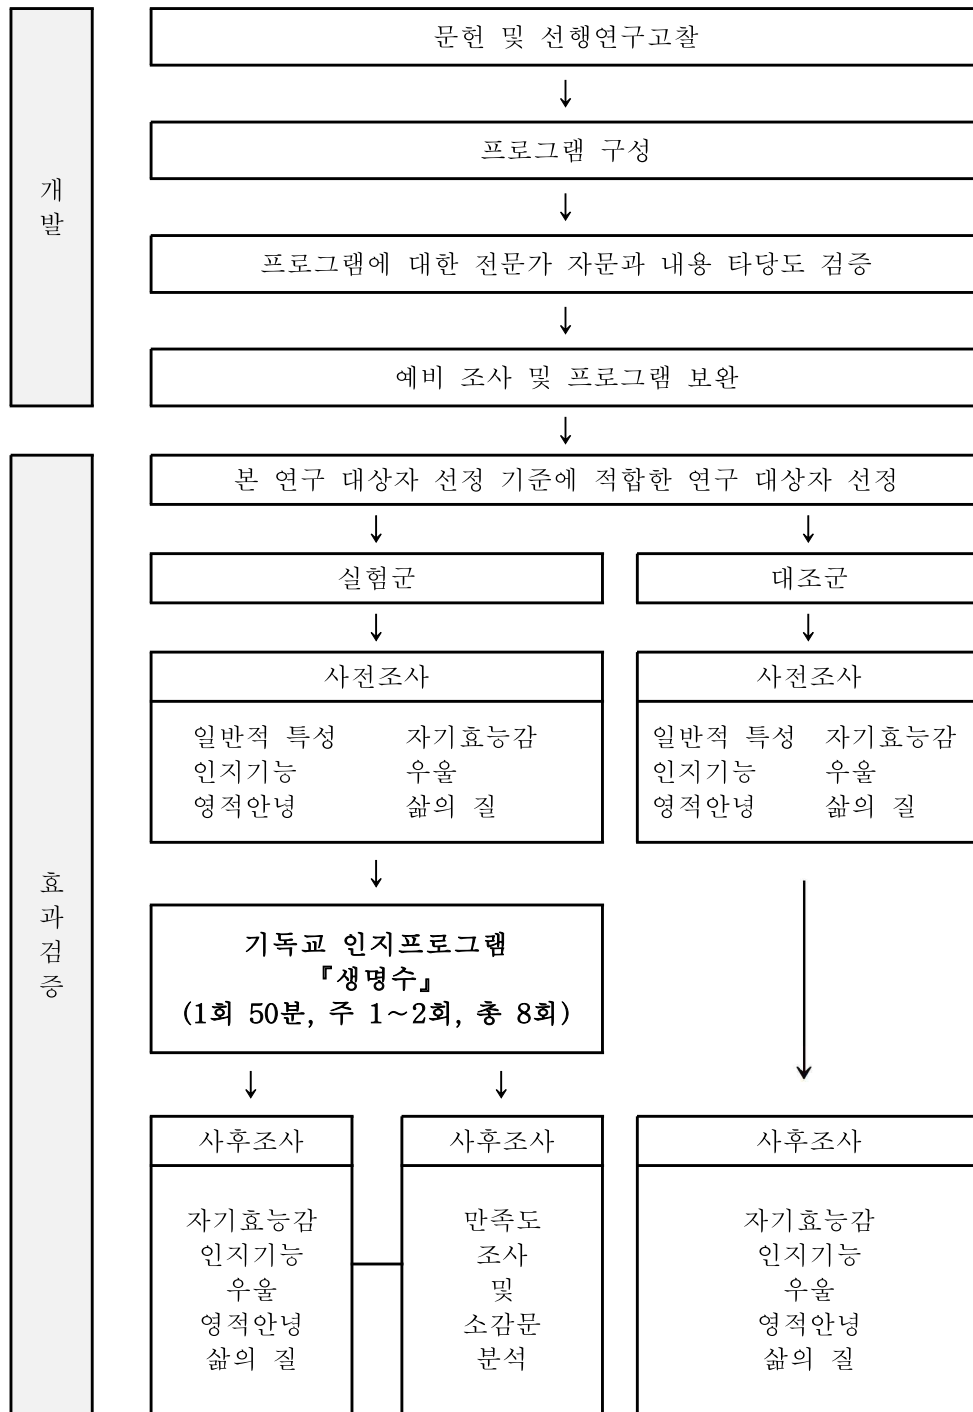 개
발
문헌 및 선행연구고찰
↓
프로그램 구성
↓
프로그램에 대한 전문가 자문과 내용 타당도 검증
↓
예비 조사 및 프로그램 보완
↓
효
과
검
증
본 연구 대상자 선정 기준에 적합한 연구 대상자 선정
↓ ↓
실험군
대조군
↓ ↓
사전조사
일반적 특성 자기효능감
인지기능 우울
영적안녕 삶의 질
사전조사
일반적 특성 자기효능감
인지기능 우울
영적안녕 삶의 질
↓
기독교 인지프로그램
『생명수』
(1회 50분, 주 1~2회, 총 8회)
↓ ↓
사후조사
자기효능감
인지기능
우울
영적안녕
삶의 질
사후조사
만족도
조사
및
소감문
분석
사후조사
자기효능감
인지기능
우울
영적안녕
삶의 질